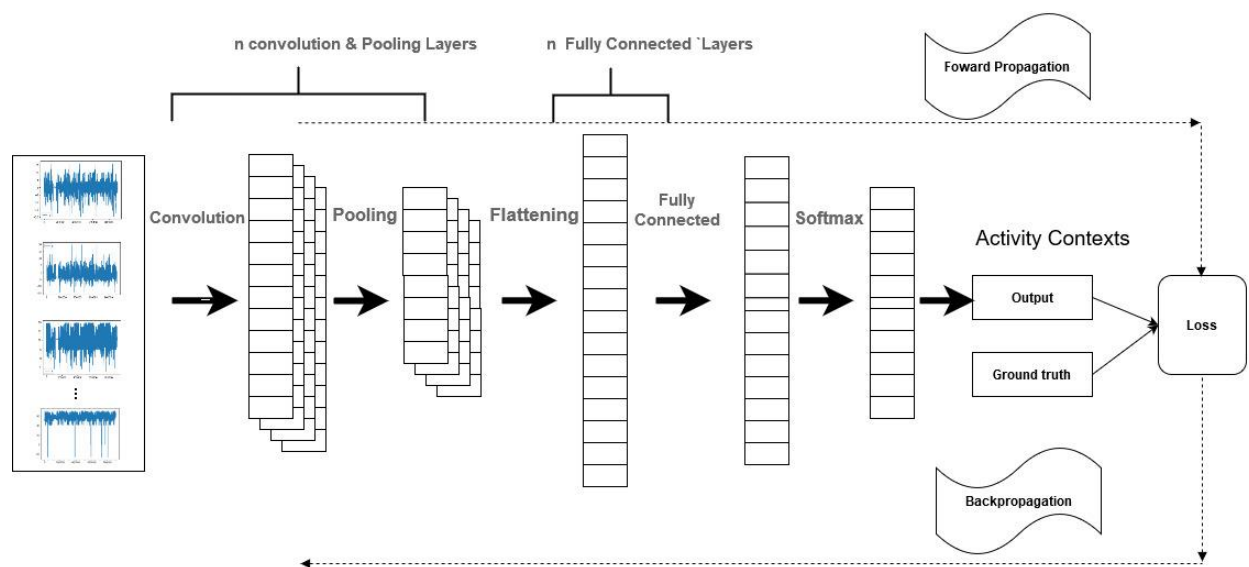 n convolution & Pooling Layers
n Fully Connected `Layers
Foward Propagation
Convolution
Pooling
Flattening
Fully
Connected
Softmax
Activity Contexts
Output
Loss
Ground truth
Backpropagation